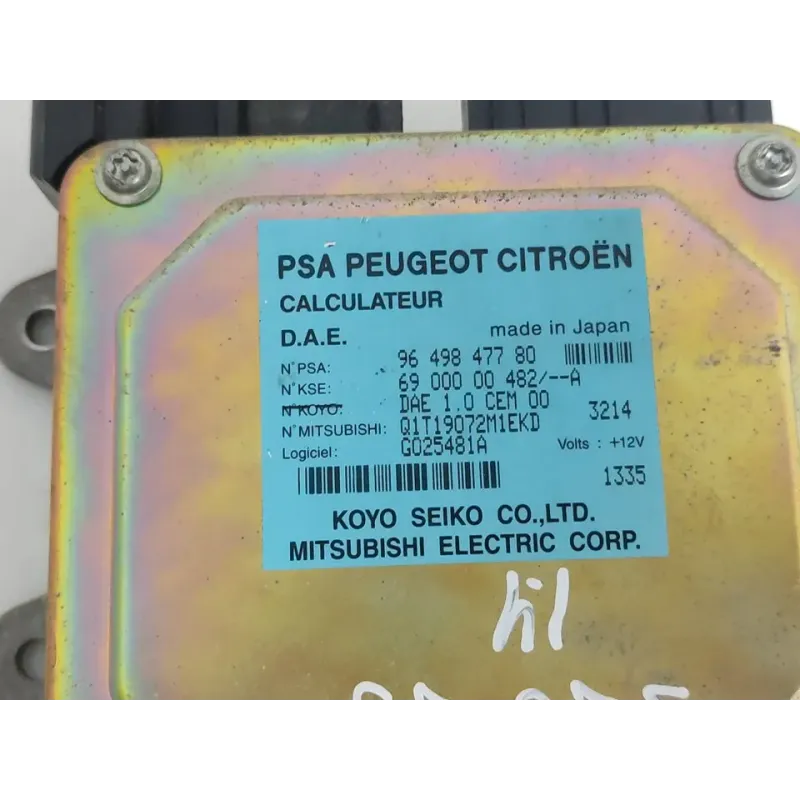 PSA PEUGEOT CITROËN
CALCULATEUR
D.A.E. made in Japan
N°PSA: 96 498 477 80
N°KSE: 69 000 00 482/--A
N°KOYO: DAE 1.0 CEM 00 3214
N°MITSUBISHI: Q1T19072M1EKD
Logiciel: G025481A Volts : +12V
1335
KOYO SEIKO CO.,LTD.
MITSUBISHI ELECTRIC CORP.